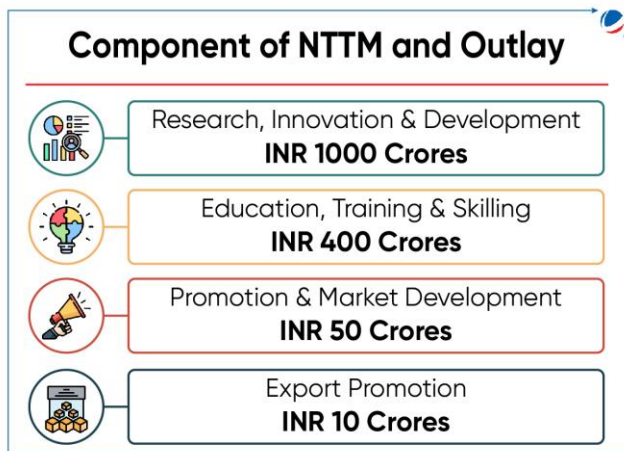 Component of NTTM and Outlay
Research, Innovation & Development
INR 1000 Crores
Education, Training & Skilling
INR 400 Crores
Promotion & Market Development
INR 50 Crores
Export Promotion
INR 10 Crores